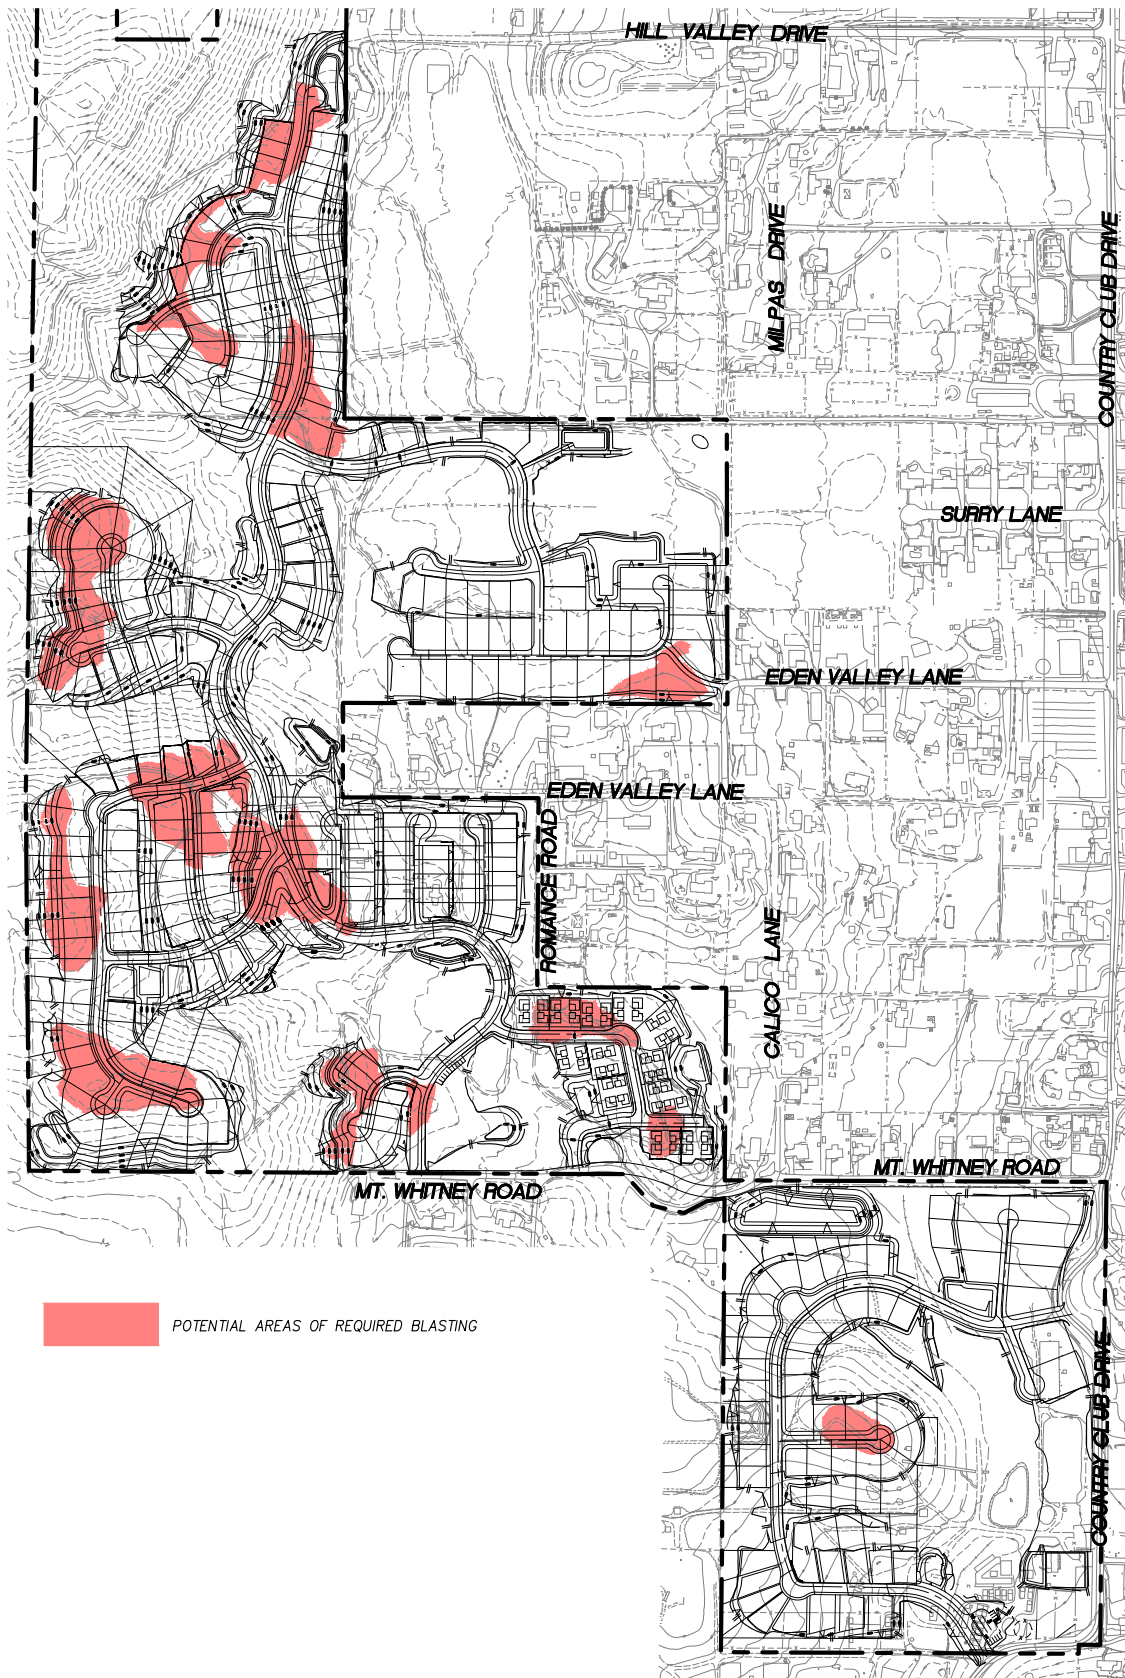 HILL VALLEY DRIVE
MILPAS DRIVE
COUNTRY CLUB DRIVE
SURRY LANE
EDEN VALLEY LANE
EDEN VALLEY LANE
ROMANCE ROAD
CALICO LANE
MT. WHITNEY ROAD
MT. WHITNEY ROAD
POTENTIAL AREAS OF REQUIRED BLASTING
COUNTRY CLUB DRIVE